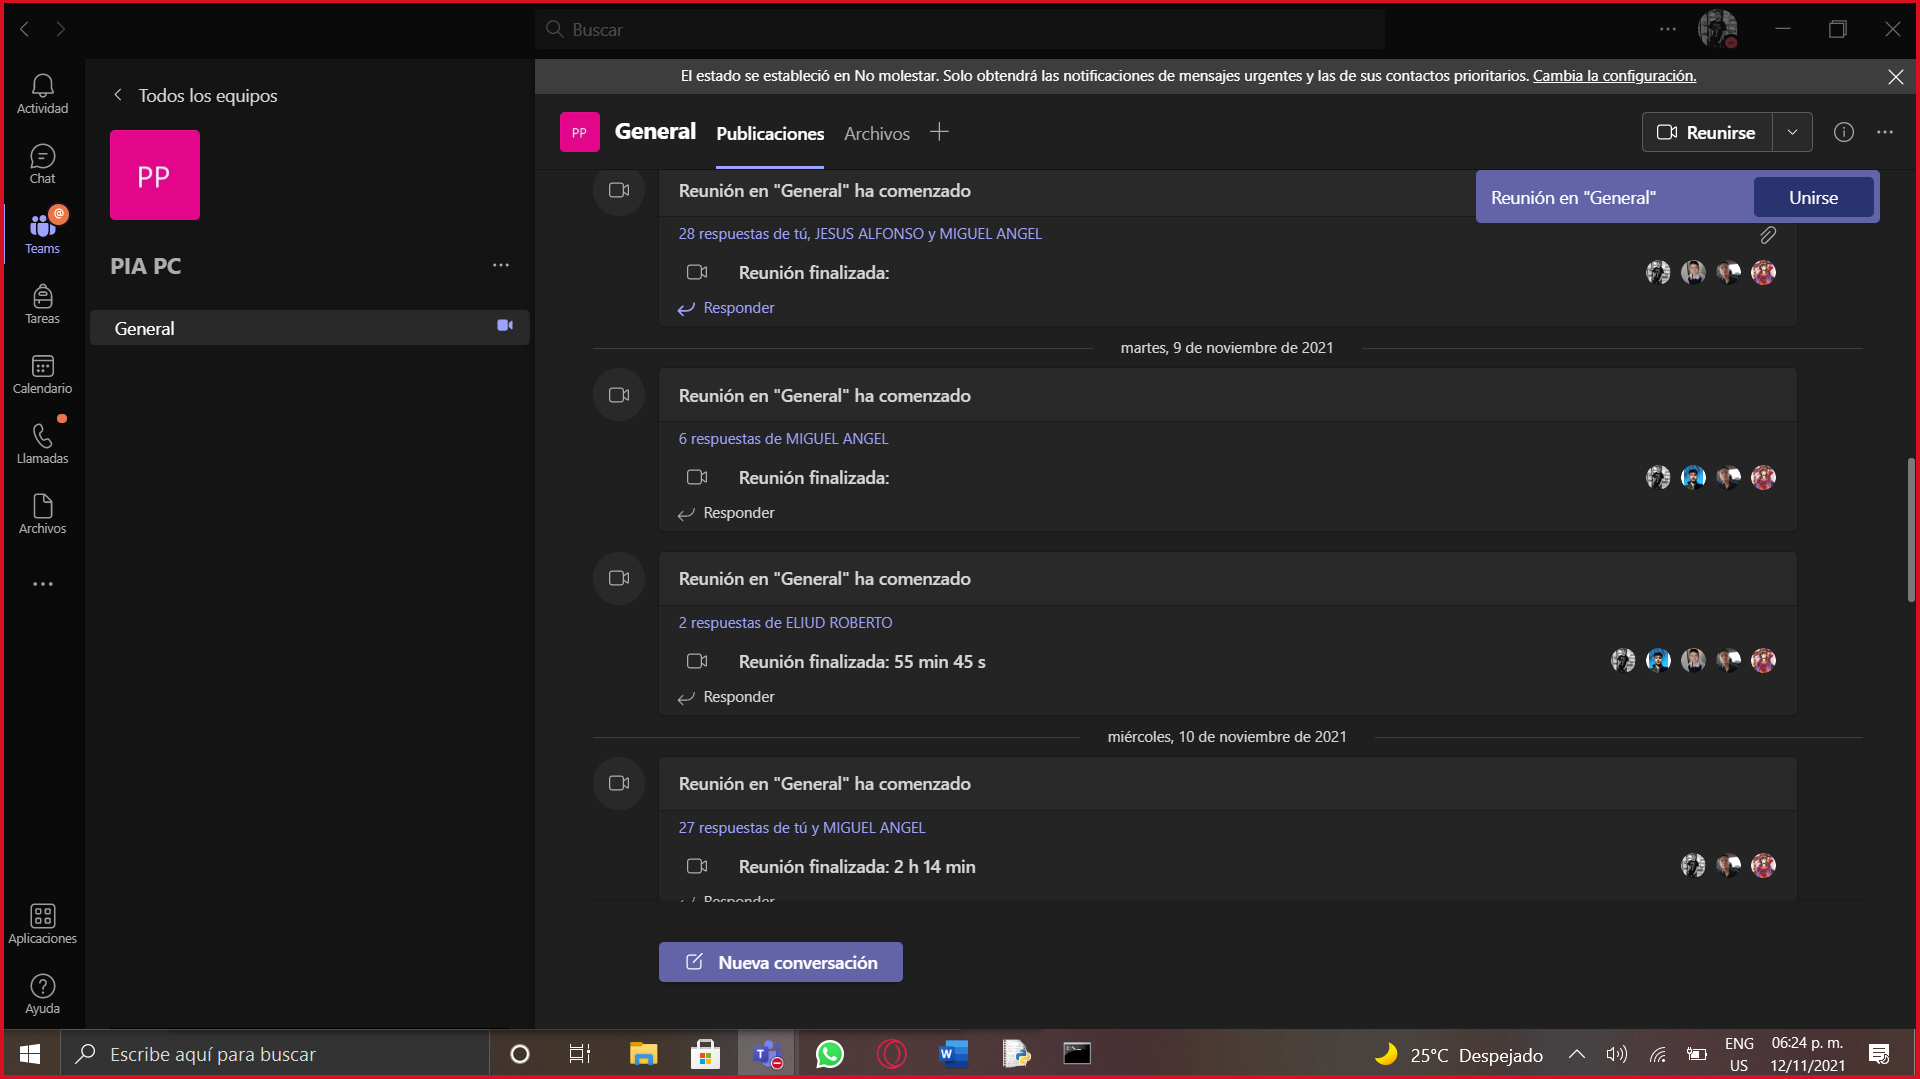 Buscar
El estado se estableció en No molestar. Solo obtendrá las notificaciones de mensajes urgentes y las de sus contactos prioritarios. Cambia la configuración.
Actividad
Chat
@
Teams
Tareas
Calendario
Llamadas
Archivos
Aplicaciones
Ayuda
Todos los equipos
PP
PIA PC
General
PP
General
Publicaciones
Archivos
Reunirse
Reunión en "General"
Unirse
Reunión en "General" ha comenzado
28 respuestas de tú, JESUS ALFONSO y MIGUEL ANGEL
Reunión finalizada:
Responder
martes, 9 de noviembre de 2021
Reunión en "General" ha comenzado
6 respuestas de MIGUEL ANGEL
Reunión finalizada:
Responder
Reunión en "General" ha comenzado
2 respuestas de ELIUD ROBERTO
Reunión finalizada: 55 min 45 s
Responder
miércoles, 10 de noviembre de 2021
Reunión en "General" ha comenzado
27 respuestas de tú y MIGUEL ANGEL
Reunión finalizada: 2 h 14 min
Responder
Nueva conversación
Escribe aquí para buscar
25°C Despejado
ENG
US
06:24 p. m.
12/11/2021